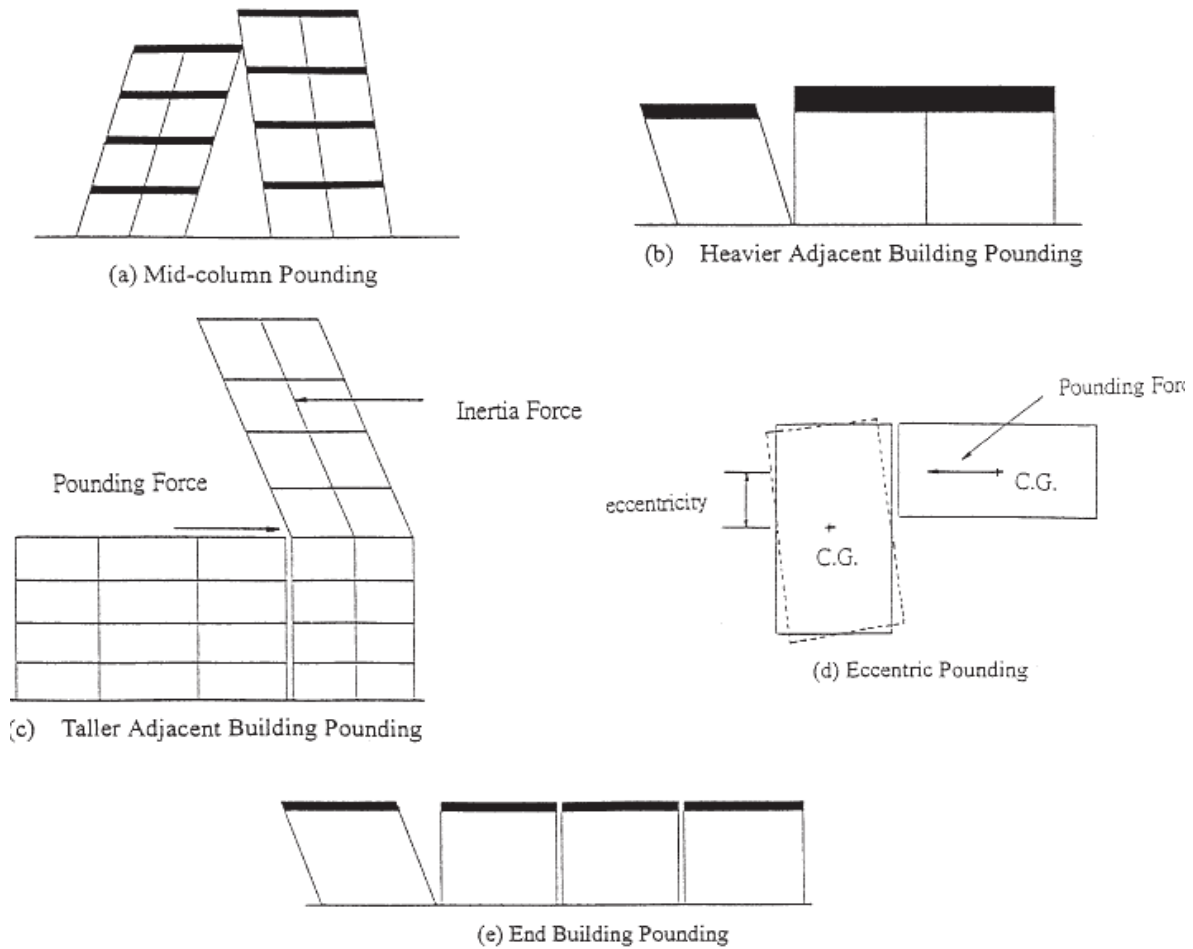 (a) Mid-column Pounding
(b) Heavier Adjacent Building Pounding
Inertia Force
Pounding Force
(c) Taller Adjacent Building Pounding
Pounding Forc
eccentricity
C.G.
C.G.
(d) Eccentric Pounding
(e) End Building Pounding